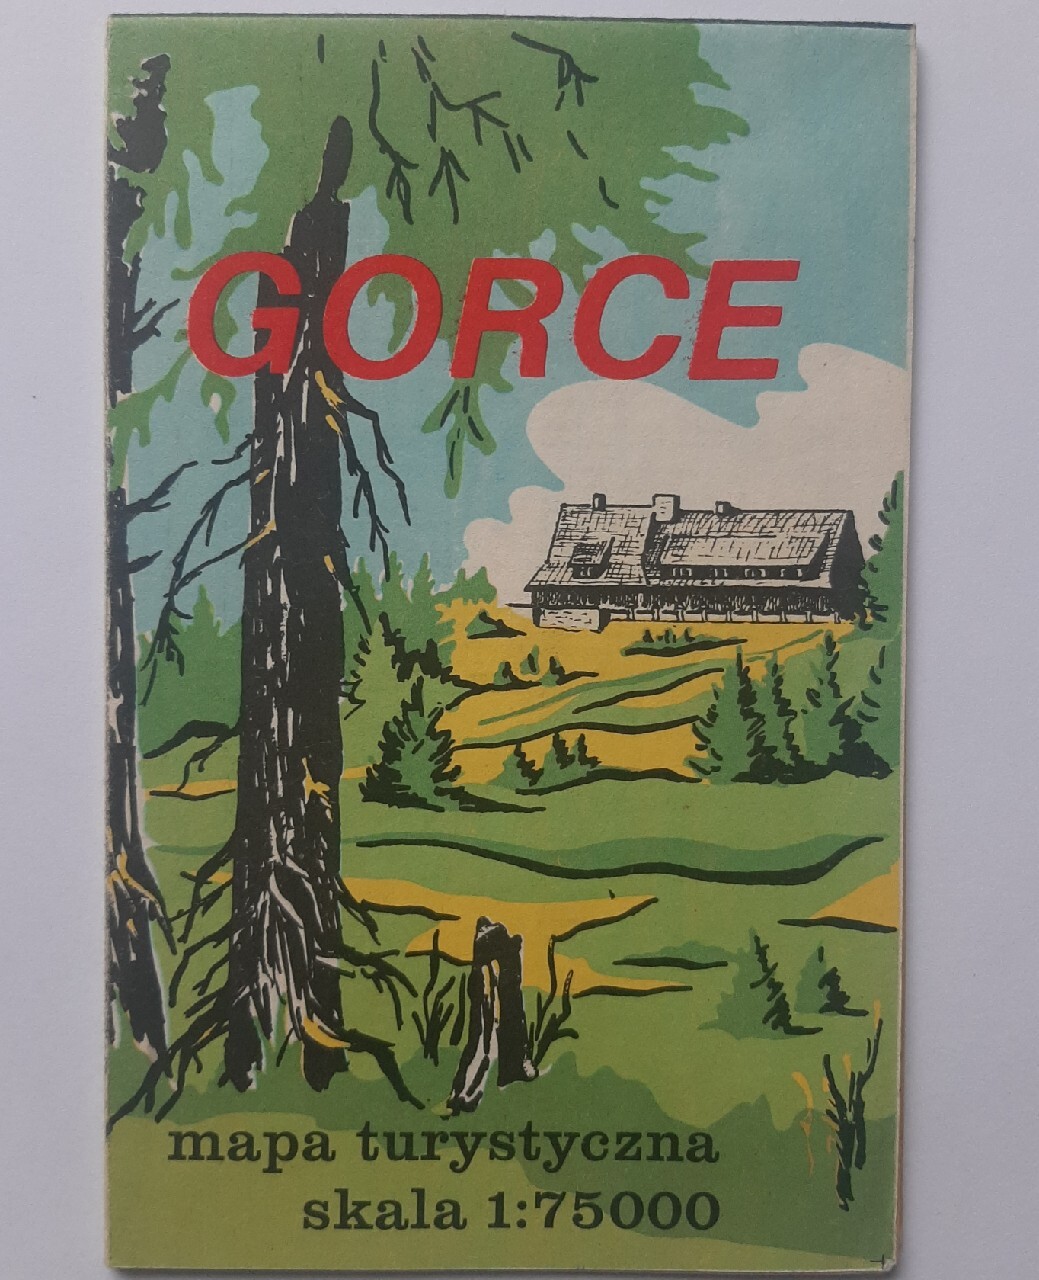 GORCE
mapa turystyczna
skala 1:75000